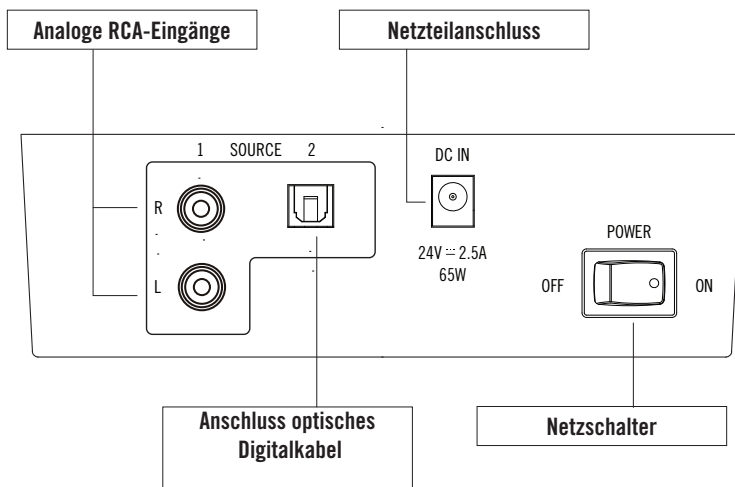 Analoge RCA-Eingänge
Netzteilanschluss
1 SOURCE 2
DC IN
R
L
24V ⎓ 2.5A
65W
POWER
OFF
ON
Anschluss optisches
Digitalkabel
Netzschalter